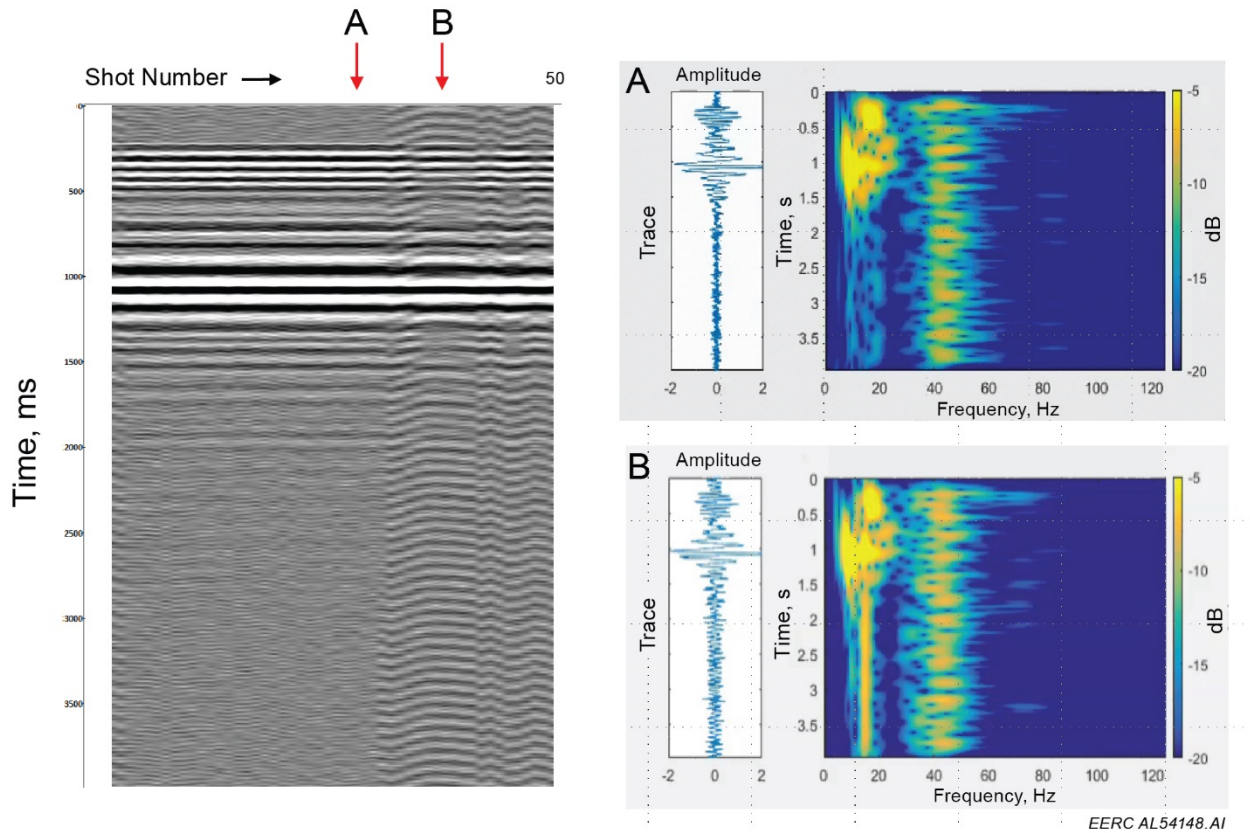 A
B
Shot Number
50
0
500
1000
1500
2000
2500
3000
3500
Time, ms
A
Amplitude
Trace
-2 0 2
Time, s
0
0.5
1
1.5
2
2.5
3
3.5
0 20 40 60 80 100 120
Frequency, Hz
-5
-10
-15
-20
dB
B
Amplitude
Trace
-2 0 2
Time, s
0
0.5
1
1.5
2
2.5
3
3.5
0 20 40 60 80 100 120
Frequency, Hz
-5
-10
-15
-20
dB
EERC AL54148.AI